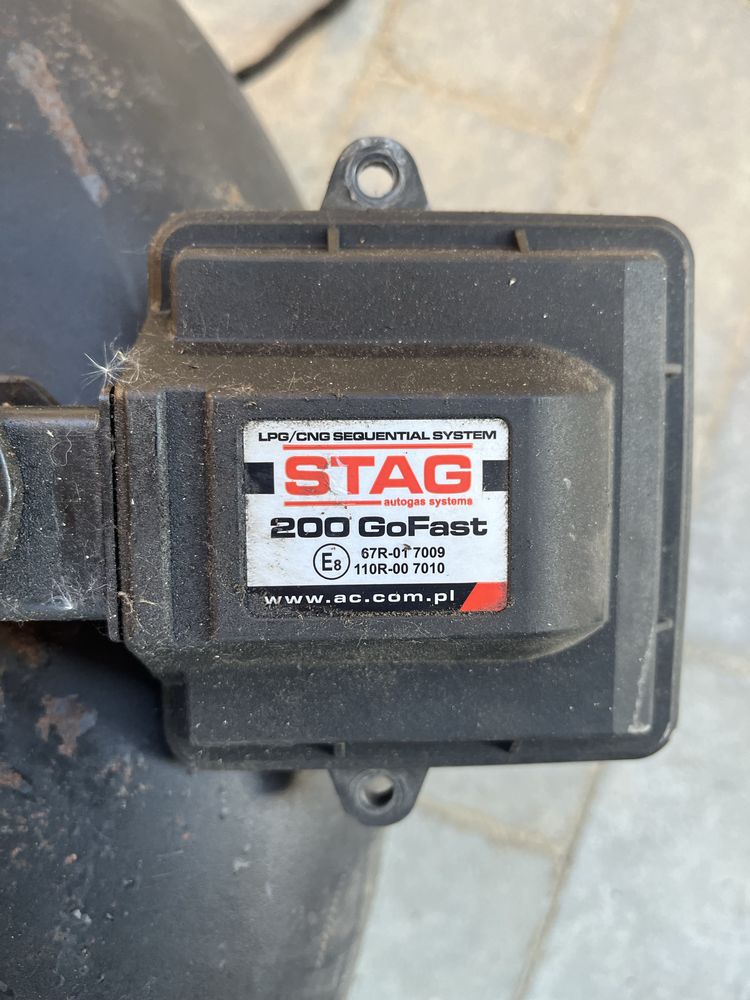 LPG/CNG SEQUENTIAL SYSTEM
STAG
autogas systems
200 GoFast
E8 67R-01 7009
110R-00 7010
www.ac.com.pl